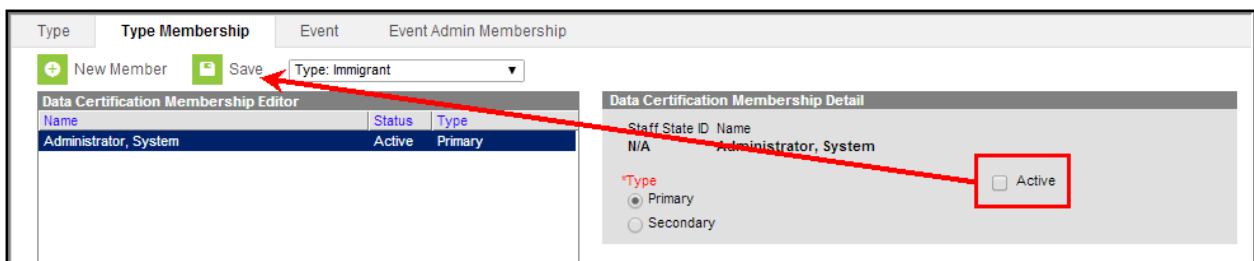 Type Type Membership Event Event Admin Membership
New Member Save Type: Immigrant
Data Certification Membership Editor
Name Status Type
Administrator, System Active Primary
Data Certification Membership Detail
Staff State ID Name
N/A Administrator, System
*Type
Primary
Secondary
Active